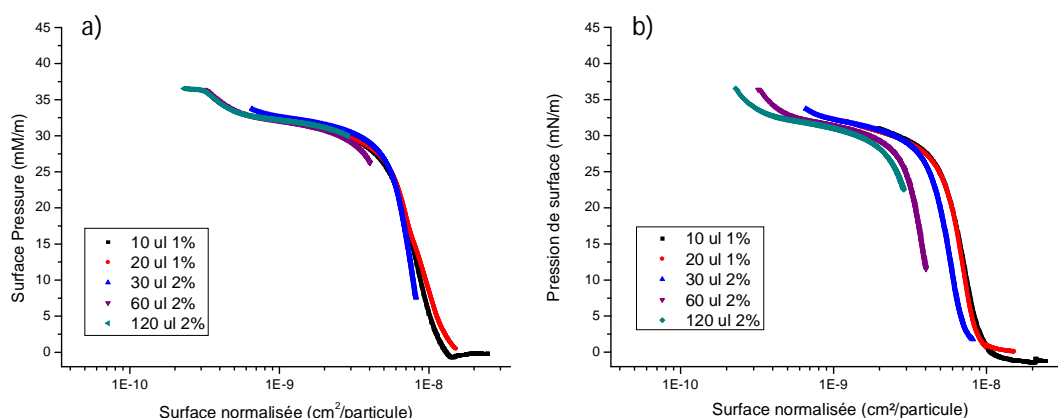 a)
Surface Pressure (mM/m)
45
40
35
30
25
20
15
10
5
0
10 ul 1%
20 ul 1%
30 ul 2%
60 ul 2%
120 ul 2%
1E-10
1E-9
1E-8
Surface normalisée (cm²/particule)
b)
Pression de surface (mN/m)
45
40
35
30
25
20
15
10
5
0
10 ul 1%
20 ul 1%
30 ul 2%
60 ul 2%
120 ul 2%
1E-10
1E-9
1E-8
Surface normalisée (cm²/particule)